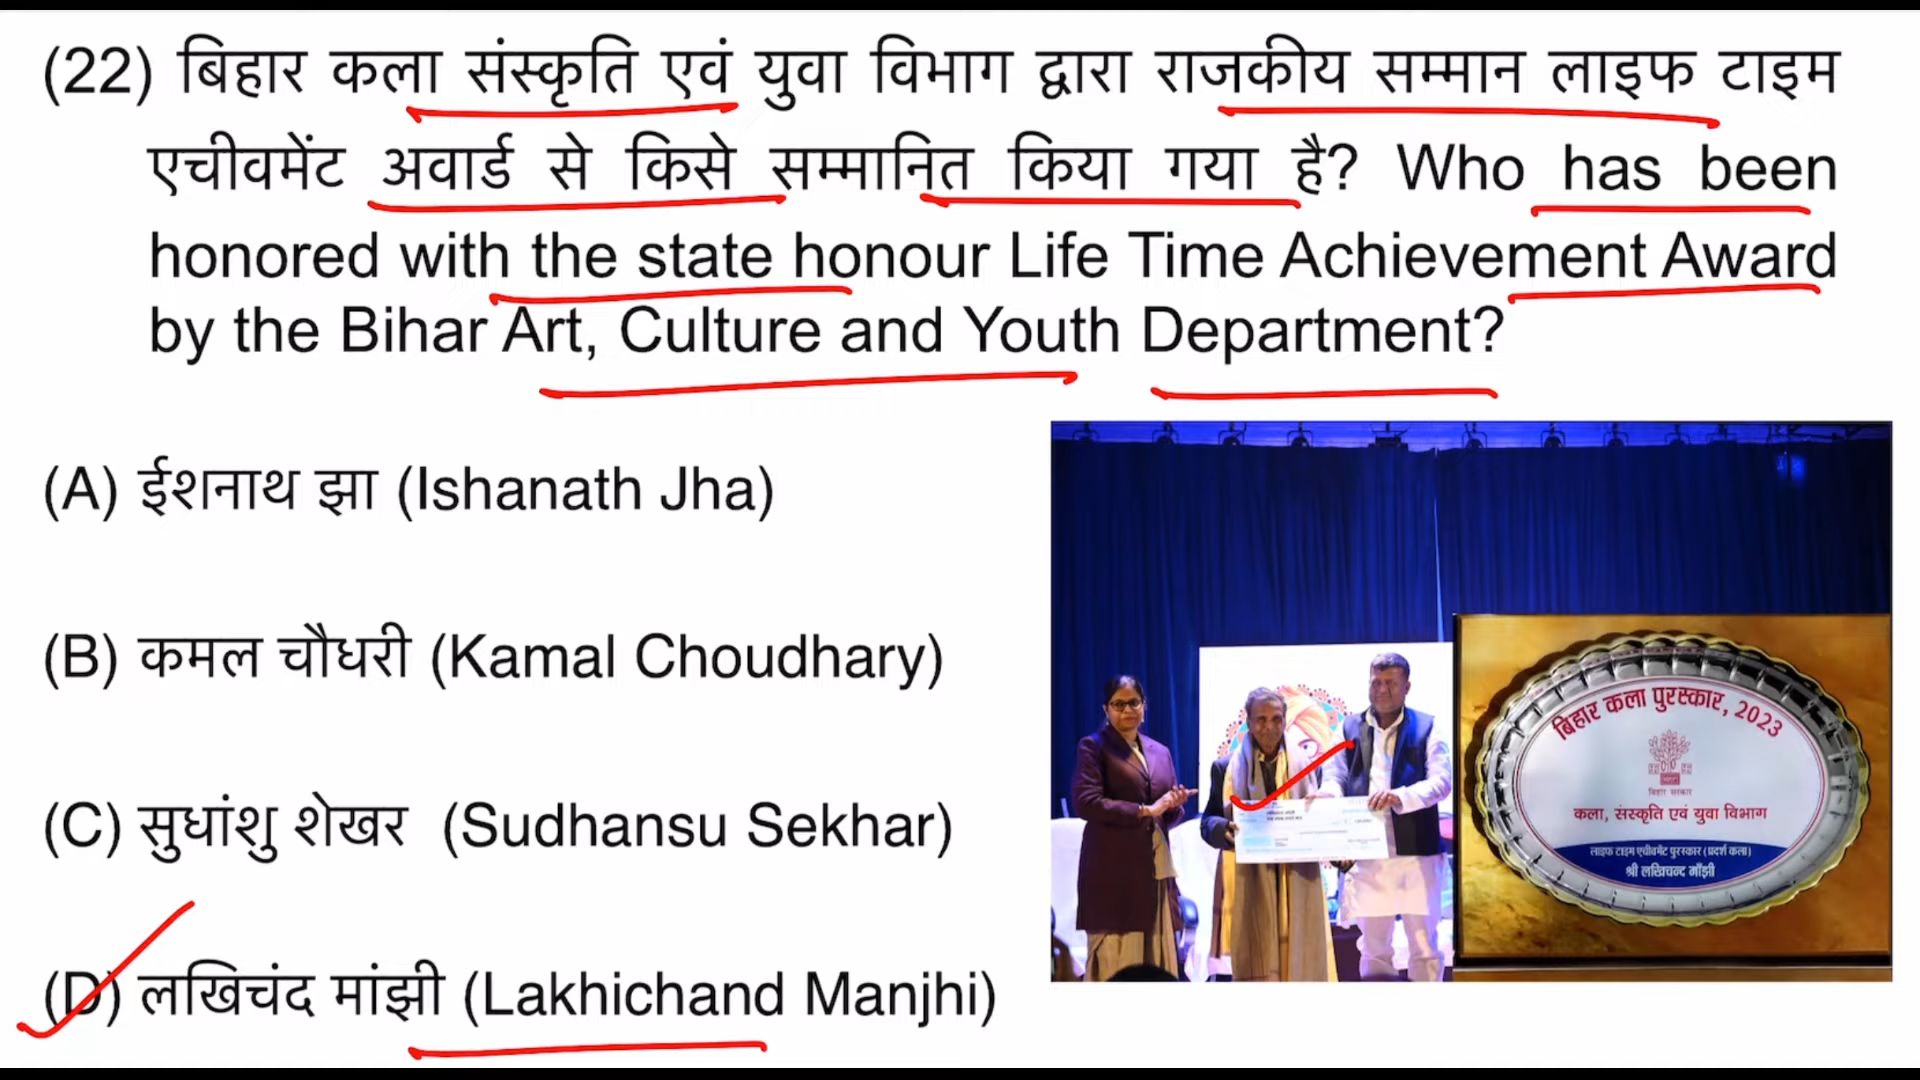 (22) बिहार कला संस्कृति एवं युवा विभाग द्वारा राजकीय सम्मान लाइफ टाइम
एचीवमेंट अवार्ड से किसे सम्मानित किया गया है? Who has been
honored with the state honour Life Time Achievement Award
by the Bihar Art, Culture and Youth Department?
(A) ईशनाथ झा (Ishanath Jha)
(B) कमल चौधरी (Kamal Choudhary)
(C) सुधांशु शेखर (Sudhansu Sekhar)
(D) लखिचंद मांझी (Lakhichand Manjhi)
बिहार कला पुरस्कार, 2023
बिहार सरकार
कला, संस्कृति एवं युवा विभाग
लाइफ टाइम एचीवमेंट पुरस्कार (प्रदर्श कला)
श्री लखिचन्द माँझी